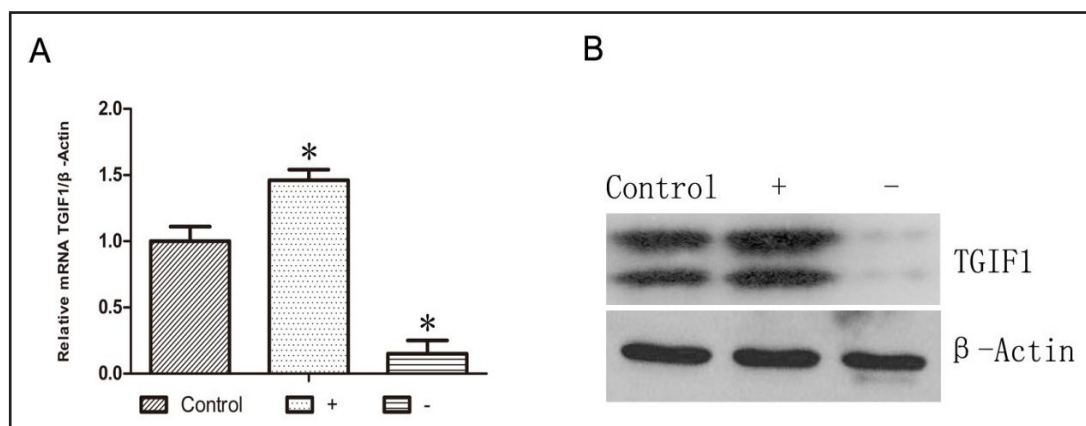 A
B
Relative mRNA TGIF1/β -Actin
2.0
1.5
1.0
0.5
0.0
*
*
Control
+
-
Control + −
TGIF1
β-Actin